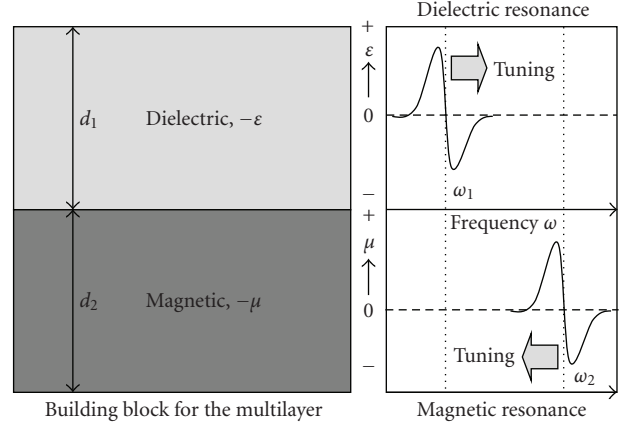 Dielectric resonance
d1
Dielectric, −ε
+
ε
0
−
Tuning
ω1
d2
Magnetic, −μ
+
μ
0
−
Frequency ω
Tuning
ω2
Building block for the multilayer
Magnetic resonance